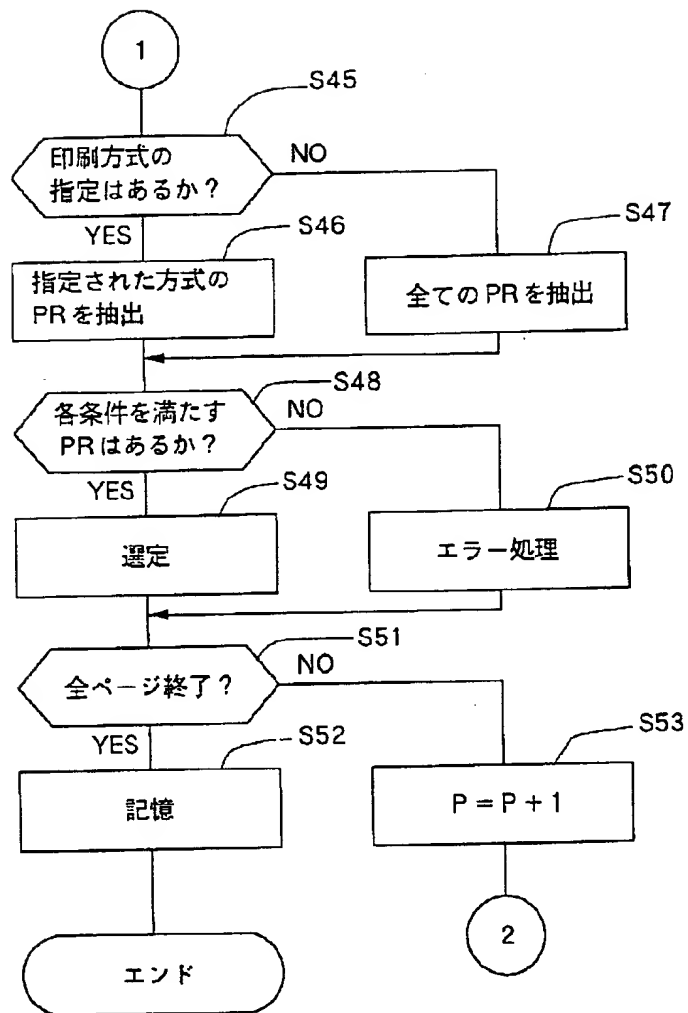 1
S45
印刷方式の
指定はあるか？
NO
YES
S46
S47
指定された方式の
PRを抽出
全てのPRを抽出
S48
各条件を満たす
PRはあるか？
NO
YES
S49
S50
選定
エラー処理
S51
全ページ終了？
NO
YES
S52
S53
記憶
P = P + 1
2
エンド